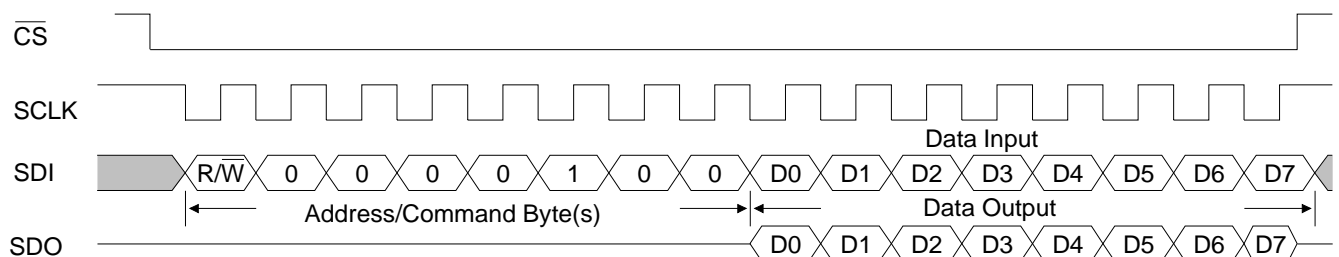 C̅S̅
SCLK
Data Input
SDI R/W̅ 0 0 0 0 1 0 0 D0 D1 D2 D3 D4 D5 D6 D7
Address/Command Byte(s) Data Output
SDO D0 D1 D2 D3 D4 D5 D6 D7